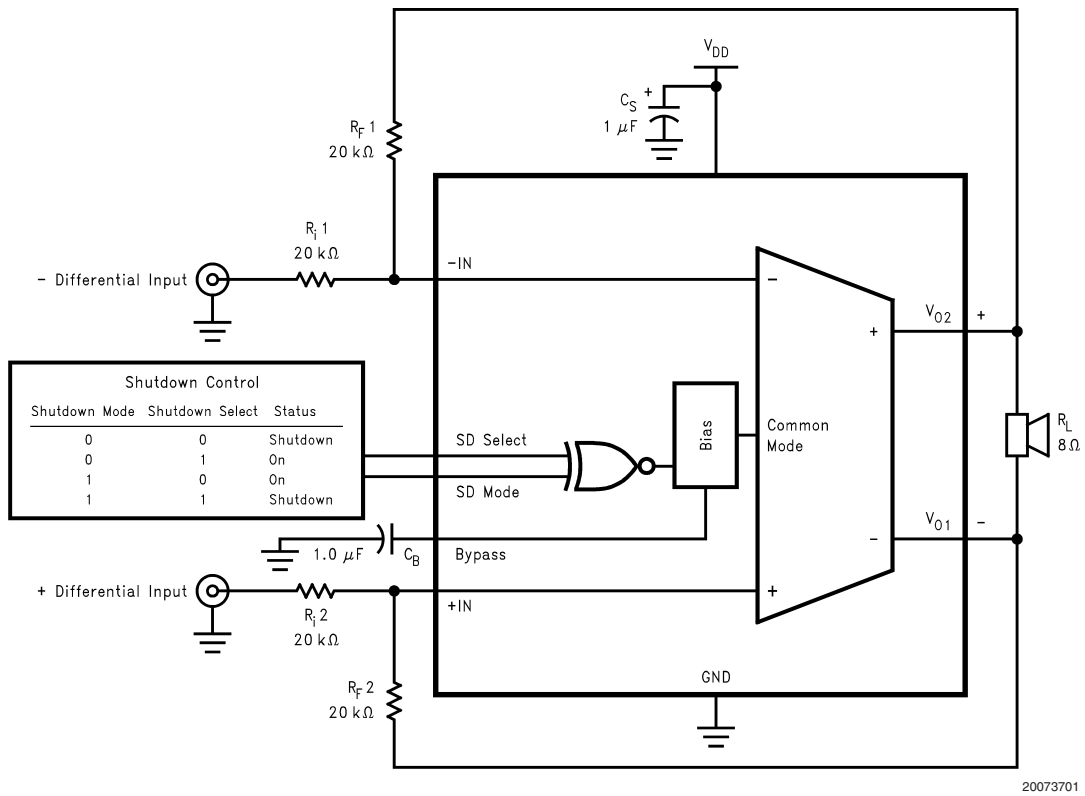 V_DD
C_S +
1 µF
R_F 1
20 kΩ
R_i 1
20 kΩ
-IN
- Differential Input
-
V_O2 +
+
Shutdown Control
Shutdown Mode Shutdown Select Status
0 0 Shutdown
0 1 On
1 0 On
1 1 Shutdown
SD Select
SD Mode
Bias
Common
Mode
R_L
8 Ω
V_O1 -
-
1.0 µF C_B Bypass
+ Differential Input
+
+IN
R_i 2
20 kΩ
R_F 2
20 kΩ
GND
20073701